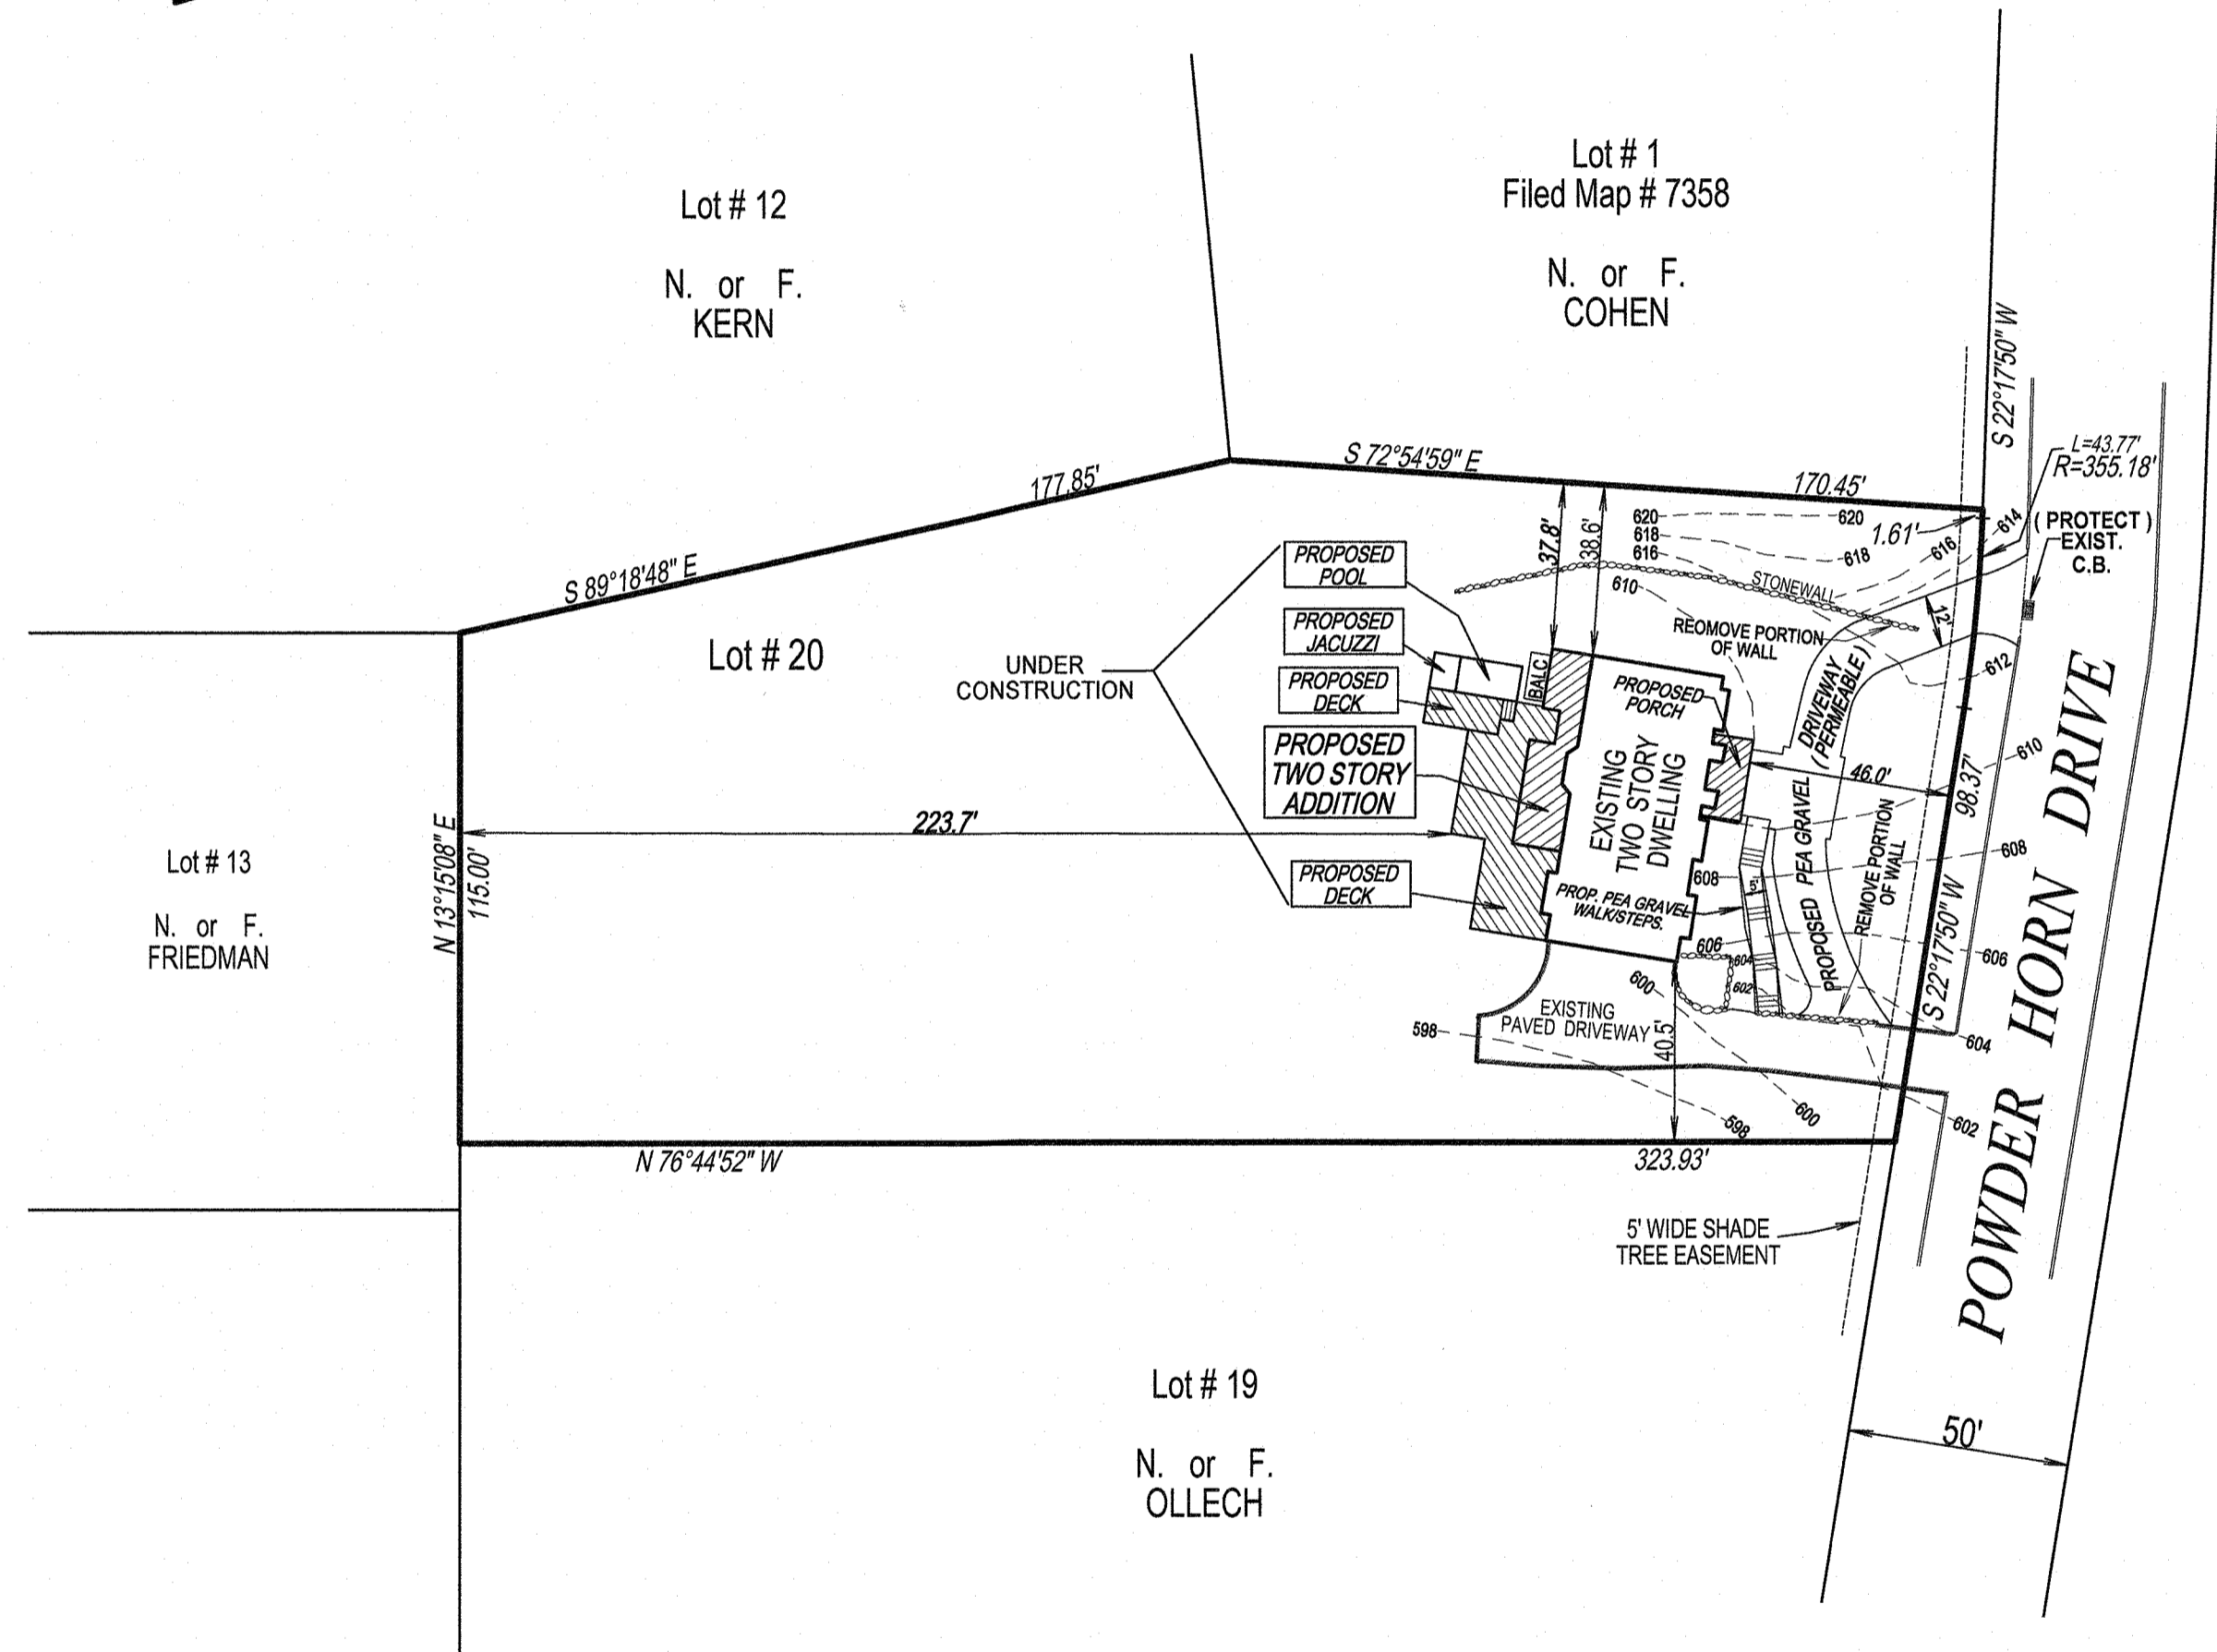 Lot # 12
N. or F.
KERN
Lot # 1
Filed Map # 7358
N. or F.
COHEN
S 22°17'50" W
L=43.77'
R=355.18'
( PROTECT )
EXIST.
C.B.
S 72°54'59" E
170.45'
177.85'
S 89°18'48" E
Lot # 20
UNDER
CONSTRUCTION
PROPOSED
POOL
PROPOSED
JACUZZI
PROPOSED
DECK
PROPOSED
TWO STORY
ADDITION
PROPOSED
DECK
37.8'
38.6'
620
620
618
618
616
616
614
1.61'
610
STONEWALL
REOMOVE PORTION
OF WALL
12'
612
BALC
PROPOSED
PORCH
DRIVEWAY
( PERMEABLE )
EXISTING
TWO STORY
DWELLING
46.0'
610
98.37'
608
608
5'
PROP. PEA GRAVEL
WALK/STEPS.
PROPOSED PEA GRAVEL
REMOVE PORTION
OF WALL
S 22°17'50" W
606
606
604
604
602
602
600
600
598
598
EXISTING
PAVED DRIVEWAY
40.5'
223.7'
N 13°15'08" E
115.00'
Lot # 13
N. or F.
FRIEDMAN
N 76°44'52" W
323.93'
5' WIDE SHADE
TREE EASEMENT
POWDER HORN DRIVE
50'
Lot # 19
N. or F.
OLLECH